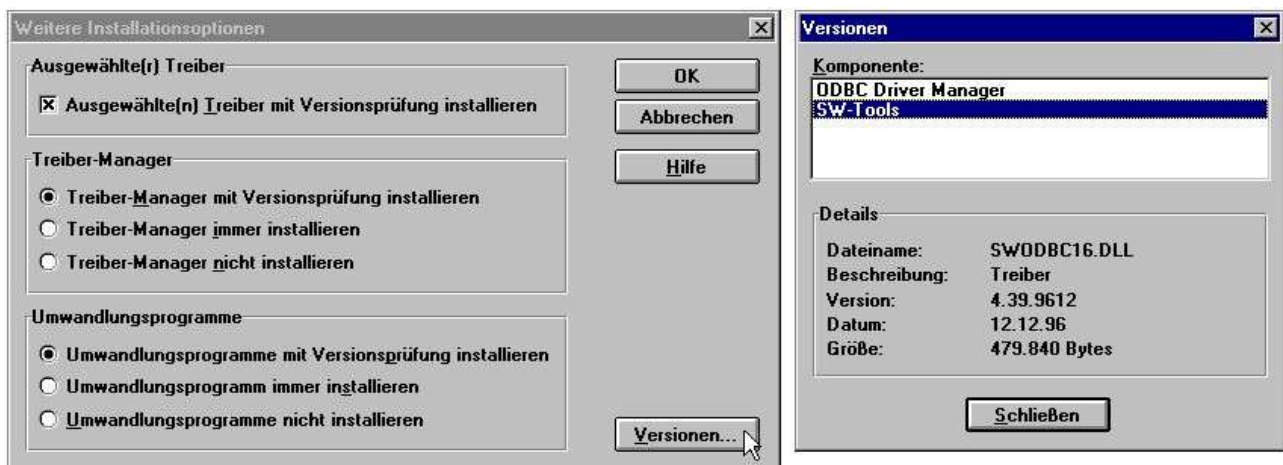 Weitere Installationsoptionen
Ausgewählte(r) Treiber
Ausgewählte(n) Treiber mit Versionsprüfung installieren
Treiber-Manager
Treiber-Manager mit Versionsprüfung installieren
Treiber-Manager immer installieren
Treiber-Manager nicht installieren
Umwandlungsprogramme
Umwandlungsprogramme mit Versionsprüfung installieren
Umwandlungsprogramm immer installieren
Umwandlungsprogramme nicht installieren
OK
Abbrechen
Hilfe
Versionen...
Versionen
Komponente:
ODBC Driver Manager
SW-Tools
Details
Dateiname: SWODBC16.DLL
Beschreibung: Treiber
Version: 4.39.9612
Datum: 12.12.96
Größe: 479.840 Bytes
Schließen